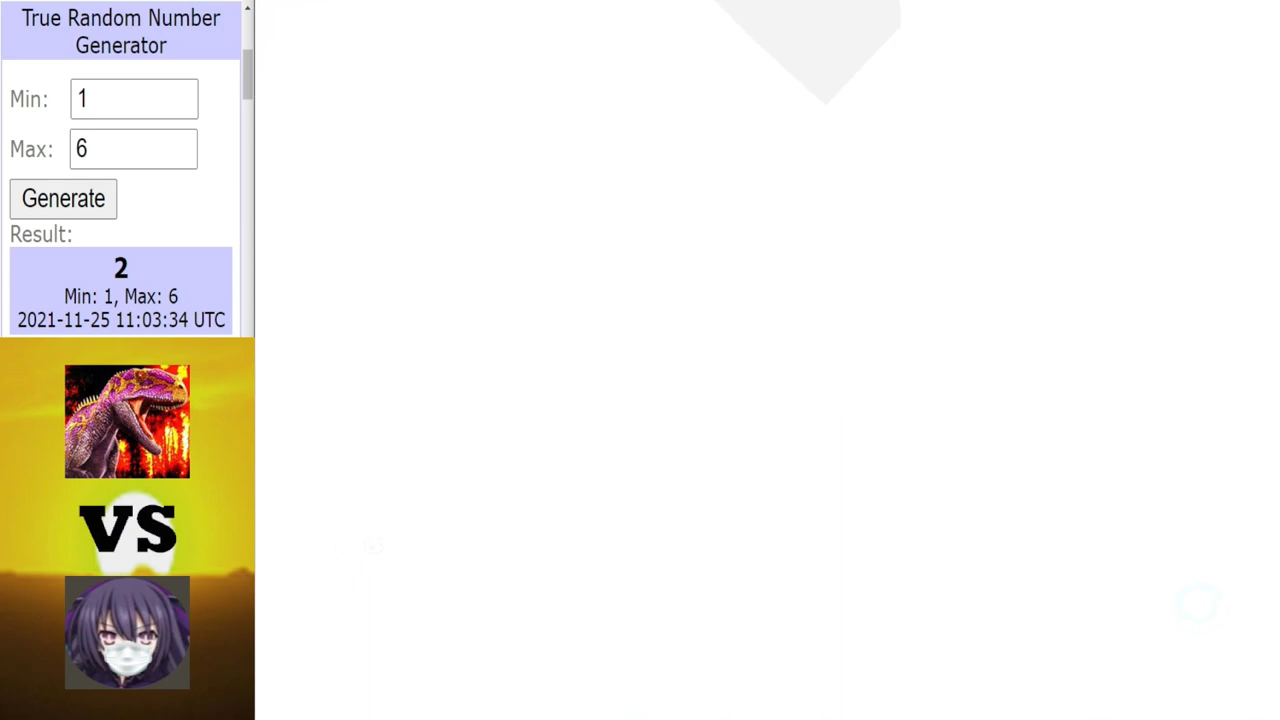 True Random Number
Generator
Min: 1
Max: 6
Generate
Result:
2
Min: 1, Max: 6
2021-11-25 11:03:34 UTC
VS